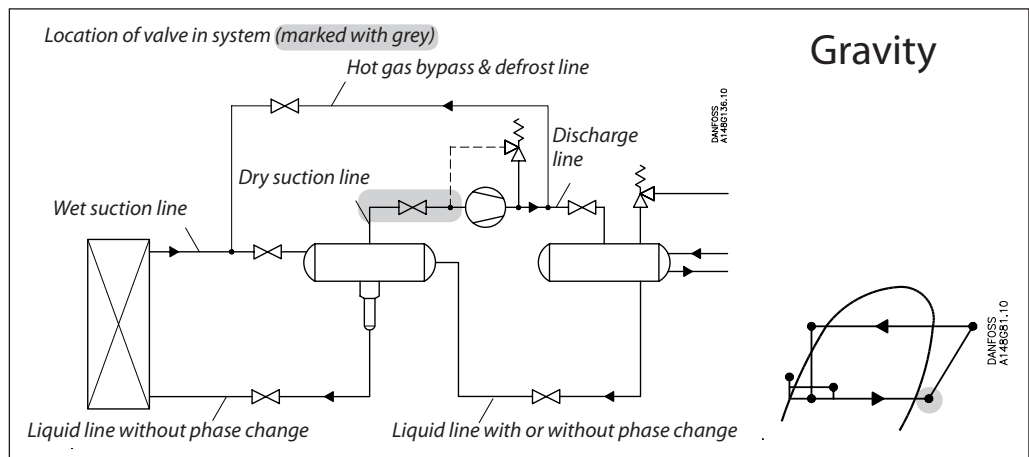 Location of valve in system (marked with grey)
Gravity
Hot gas bypass & defrost line
DANFOSS
A148G136.10
Discharge
line
Dry suction line
Wet suction line
DANFOSS
A148G81.10
Liquid line without phase change
Liquid line with or without phase change